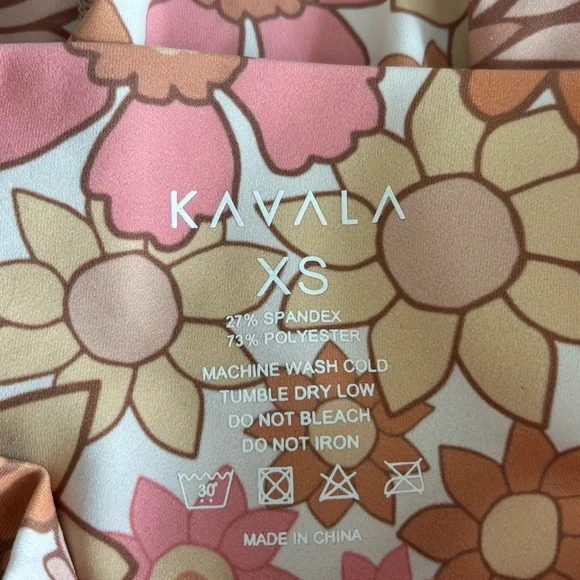 KAVALA
XS
27% SPANDEX
73% POLYESTER
MACHINE WASH COLD
TUMBLE DRY LOW
DO NOT BLEACH
DO NOT IRON
30°
MADE IN CHINA